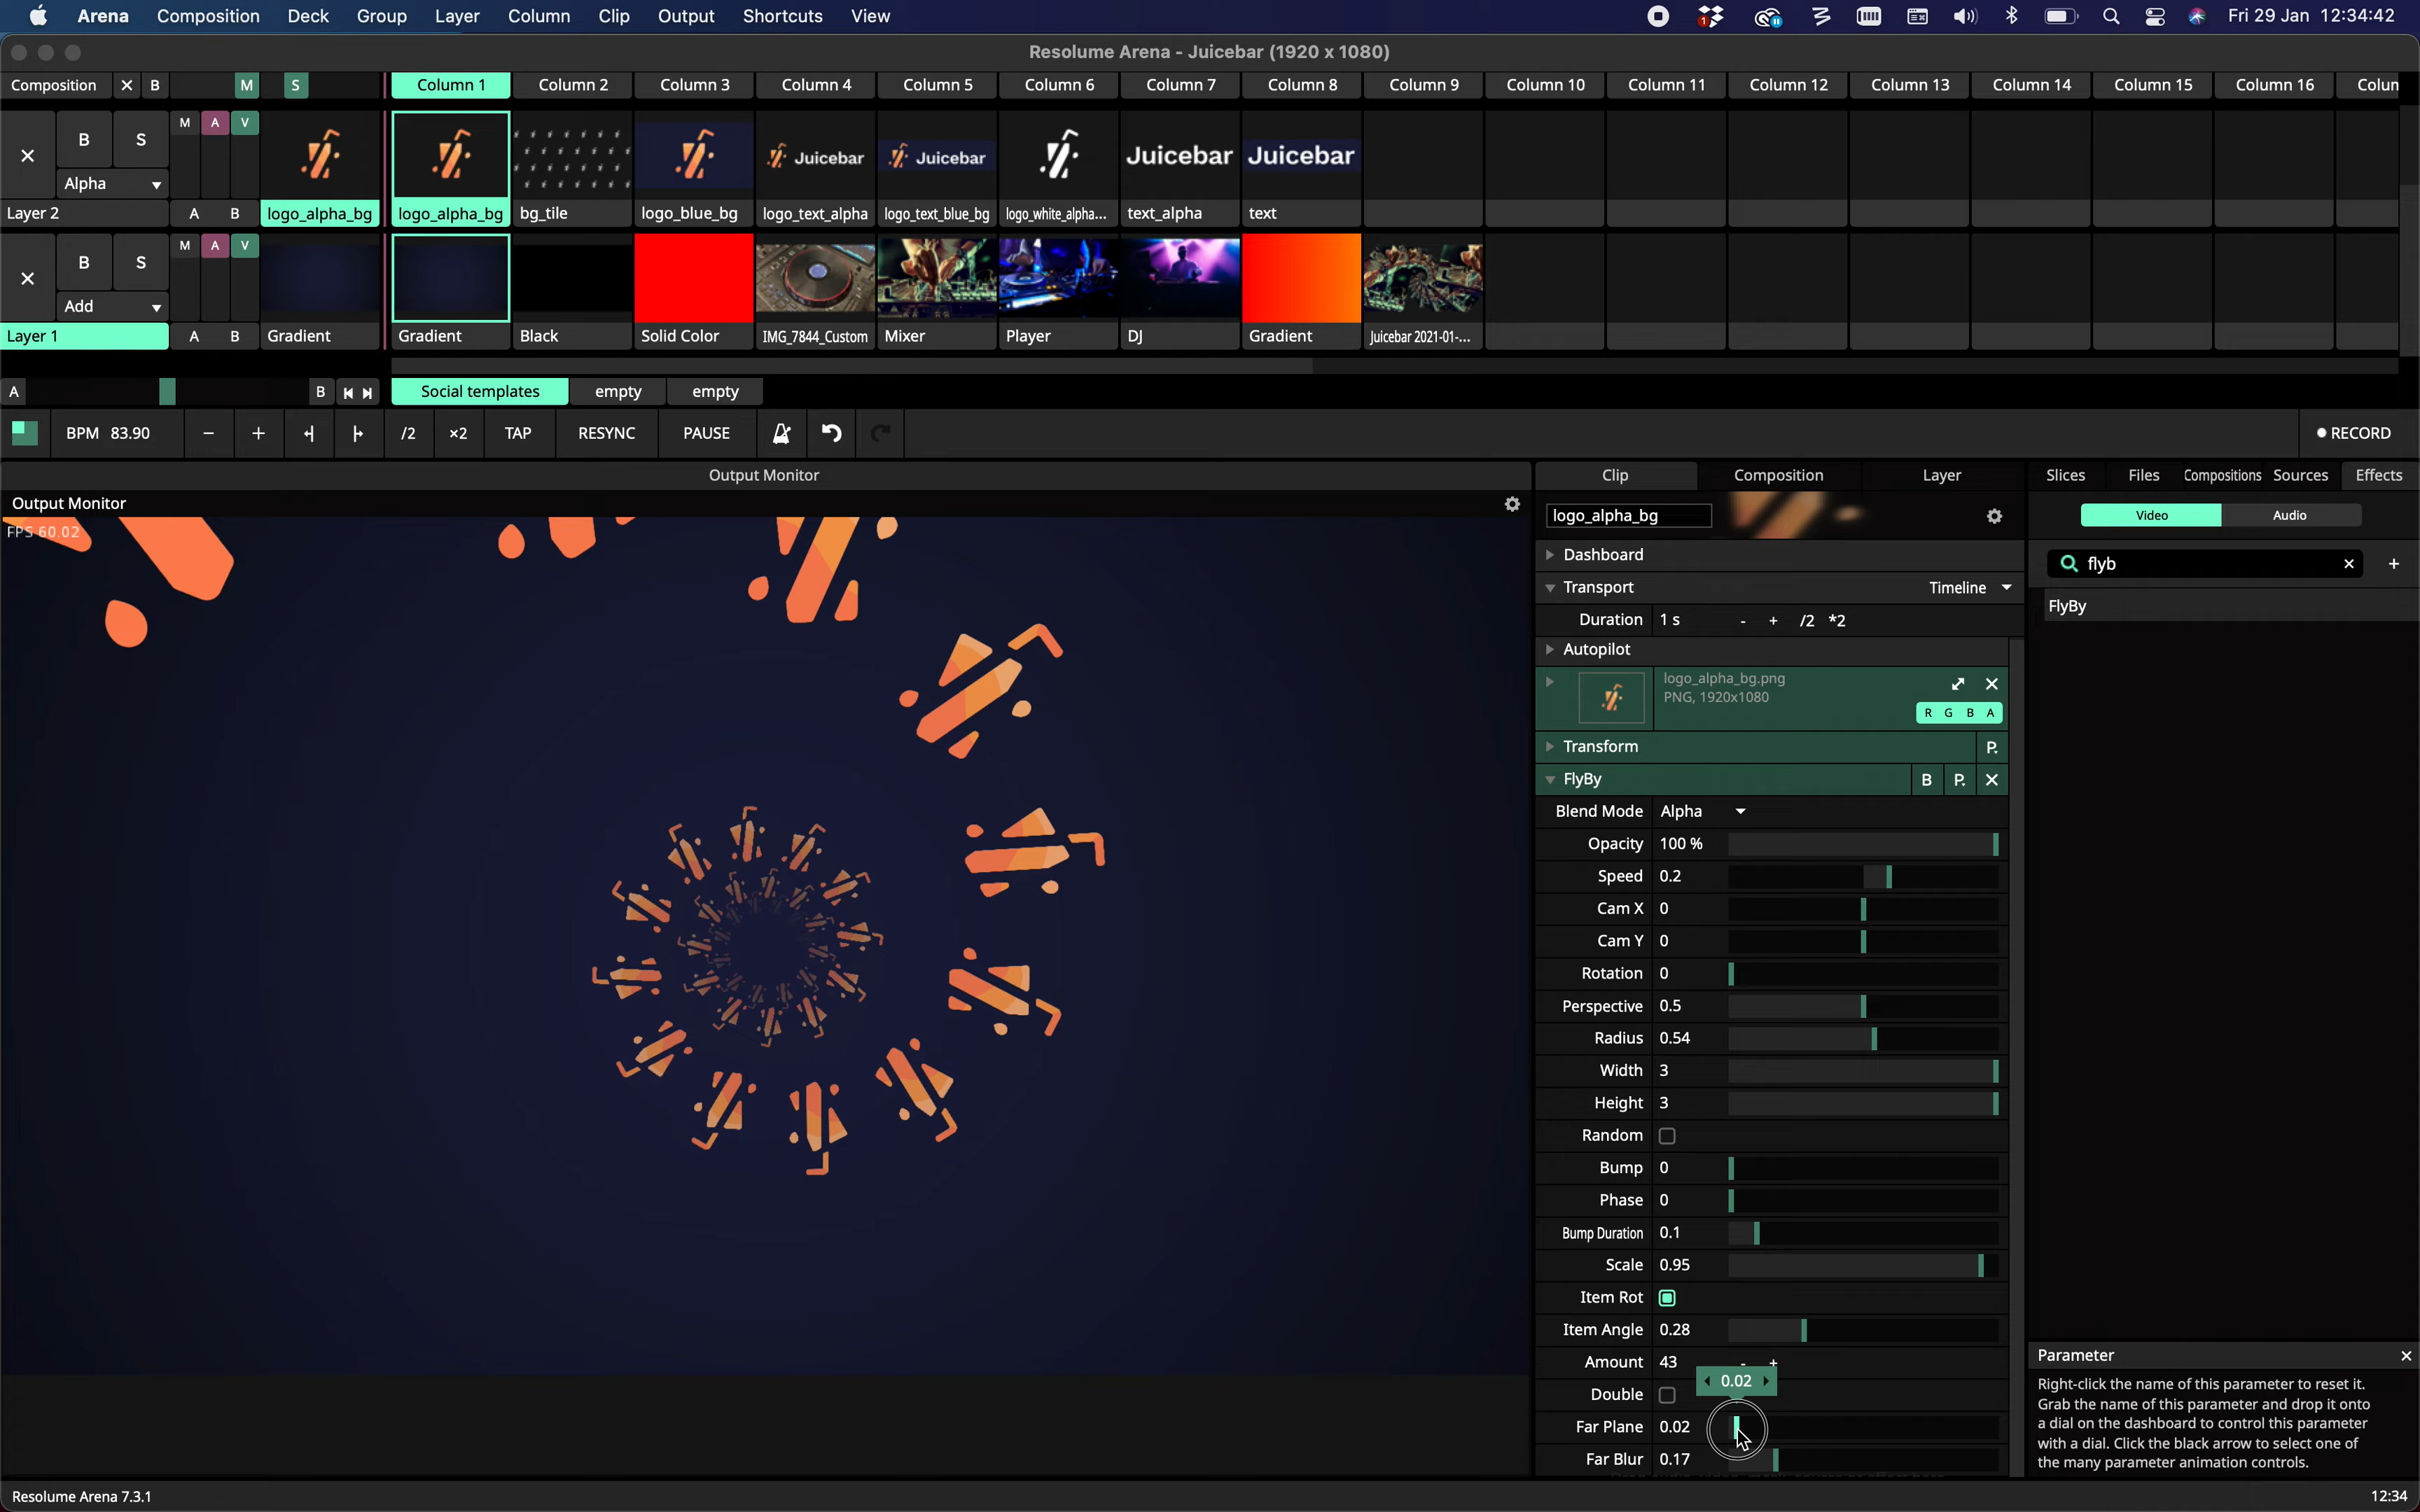 Arena Composition Deck Group Layer Column Clip Output Shortcuts View 1 Fri 29 Jan 12:34:42
Resolume Arena - Juicebar (1920 x 1080)
Composition B M S Column 1 Column 2 Column 3 Column 4 Column 5 Column 6 Column 7 Column 8 Column 9 Column 10 Column 11 Column 12 Column 13 Column 14 Column 15 Column 16 Colun
B S M A V
Juicebar Juicebar Juicebar Juicebar
Alpha
Layer 2 A B logo_alpha_bg logo_alpha_bg bg_tile logo_blue_bg logo_text_alpha logo_text_blue_bg logo_white_alpha... text_alpha text
B S M A V
Add
Layer 1 A B Gradient Gradient Black Solid Color IMG_7844_Custom Mixer Player DJ Gradient Juicebar 2021-01-...
A B Social templates empty empty
BPM 83.90 - + /2 ×2 TAP RESYNC PAUSE RECORD
Output Monitor
Output Monitor
FPS 60.02
Clip Composition Layer
logo_alpha_bg
Dashboard
Transport Timeline
Duration 1 s - + /2 *2
Autopilot
logo_alpha_bg.png
PNG, 1920x1080
R G B A
Transform P.
FlyBy B P.
Blend Mode Alpha
Opacity 100 %
Speed 0.2
Cam X 0
Cam Y 0
Rotation 0
Perspective 0.5
Radius 0.54
Width 3
Height 3
Random
Bump 0
Phase 0
Bump Duration 0.1
Scale 0.95
Item Rot
Item Angle 0.28
Amount 43 - +
0.02
Double
Far Plane 0.02
Far Blur 0.17
Slices Files Compositions Sources Effects
Video Audio
flyb +
FlyBy
Parameter
Right-click the name of this parameter to reset it.
Grab the name of this parameter and drop it onto
a dial on the dashboard to control this parameter
with a dial. Click the black arrow to select one of
the many parameter animation controls.
Resolume Arena 7.3.1 12:34